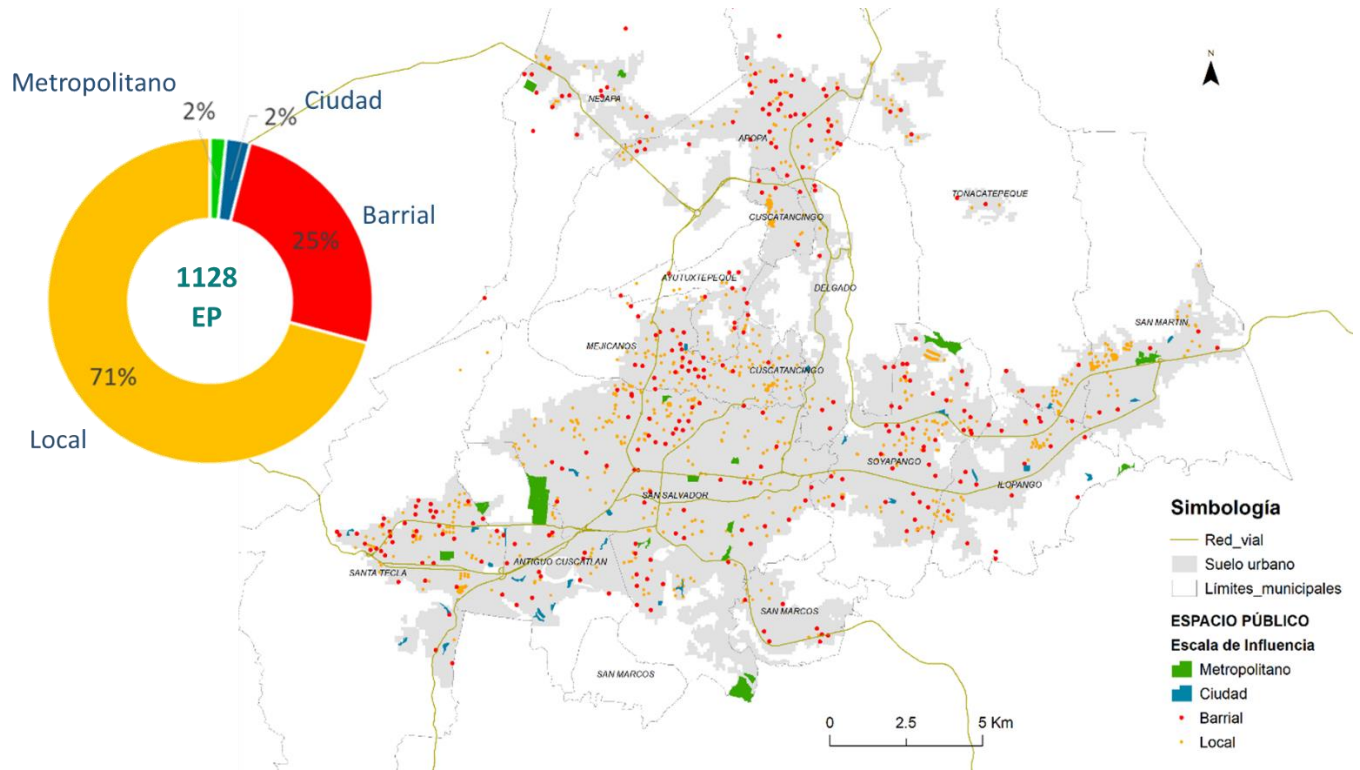 Metropolitano
2%
Ciudad
2%
Barrial
25%
1128
EP
71%
Local
N
NEJAPA
APOPA
TONACATEPEQUE
CUSCATANCINGO
AYUTUXTEPEQUE
DELGADO
SAN MARTIN
MEJICANOS
CUSCATANCINGO
SOYAPANGO
ILOPANGO
SAN SALVADOR
ANTIGUO CUSCATLAN
SANTA TECLA
SAN MARCOS
SAN MARCOS
Simbología
Red_vial
Suelo urbano
Límites_municipales
ESPACIO PÚBLICO
Escala de Influencia
Metropolitano
Ciudad
Barrial
Local
0 2.5 5 Km